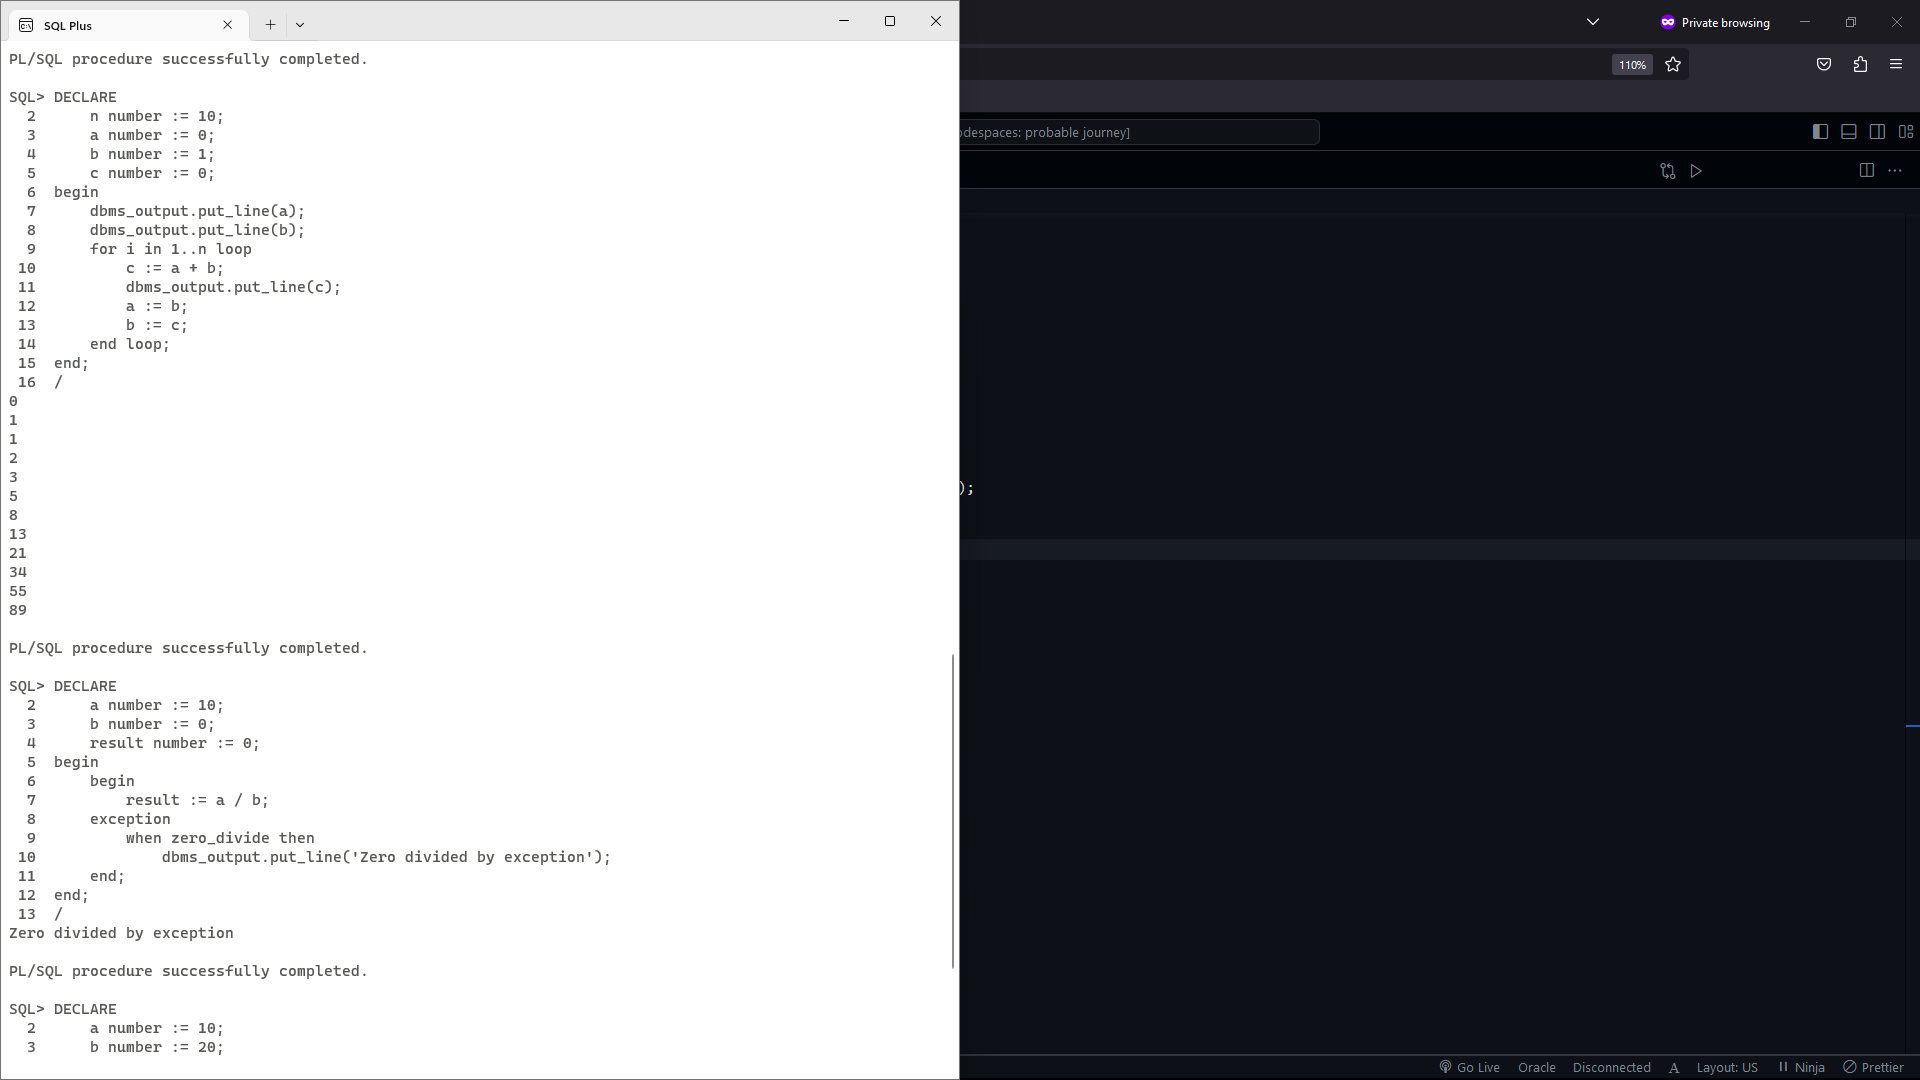 SQL Plus
PL/SQL procedure successfully completed.
SQL> DECLARE
  2      n number := 10;
  3      a number := 0;
  4      b number := 1;
  5      c number := 0;
  6  begin
  7      dbms_output.put_line(a);
  8      dbms_output.put_line(b);
  9      for i in 1..n loop
 10          c := a + b;
 11          dbms_output.put_line(c);
 12          a := b;
 13          b := c;
 14      end loop;
 15  end;
 16  /
0
1
1
2
3
5
8
13
21
34
55
89
PL/SQL procedure successfully completed.
SQL> DECLARE
  2      a number := 10;
  3      b number := 0;
  4      result number := 0;
  5  begin
  6      begin
  7          result := a / b;
  8      exception
  9          when zero_divide then
 10              dbms_output.put_line('Zero divided by exception');
 11      end;
 12  end;
 13  /
Zero divided by exception
PL/SQL procedure successfully completed.
SQL> DECLARE
  2      a number := 10;
  3      b number := 20;
Private browsing
110%
odespaces: probable journey]
);
Go Live Oracle Disconnected A Layout: US Ninja Prettier